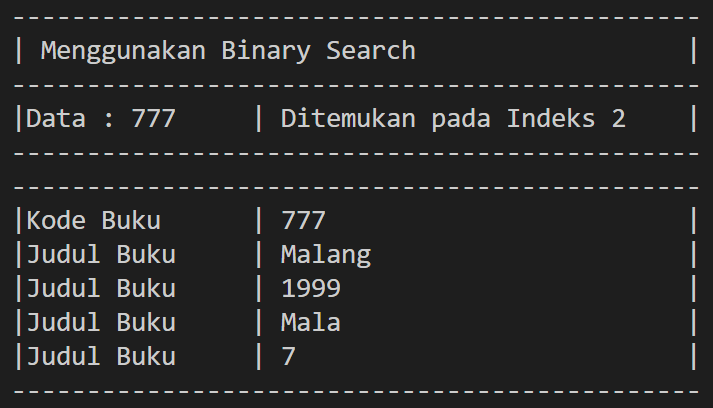 ----------------------------------------------
| Menggunakan Binary Search                  |
----------------------------------------------
|Data : 777     | Ditemukan pada Indeks 2    |
----------------------------------------------
----------------------------------------------
|Kode Buku      | 777                        |
|Judul Buku     | Malang                     |
|Judul Buku     | 1999                       |
|Judul Buku     | Mala                       |
|Judul Buku     | 7                          |
----------------------------------------------